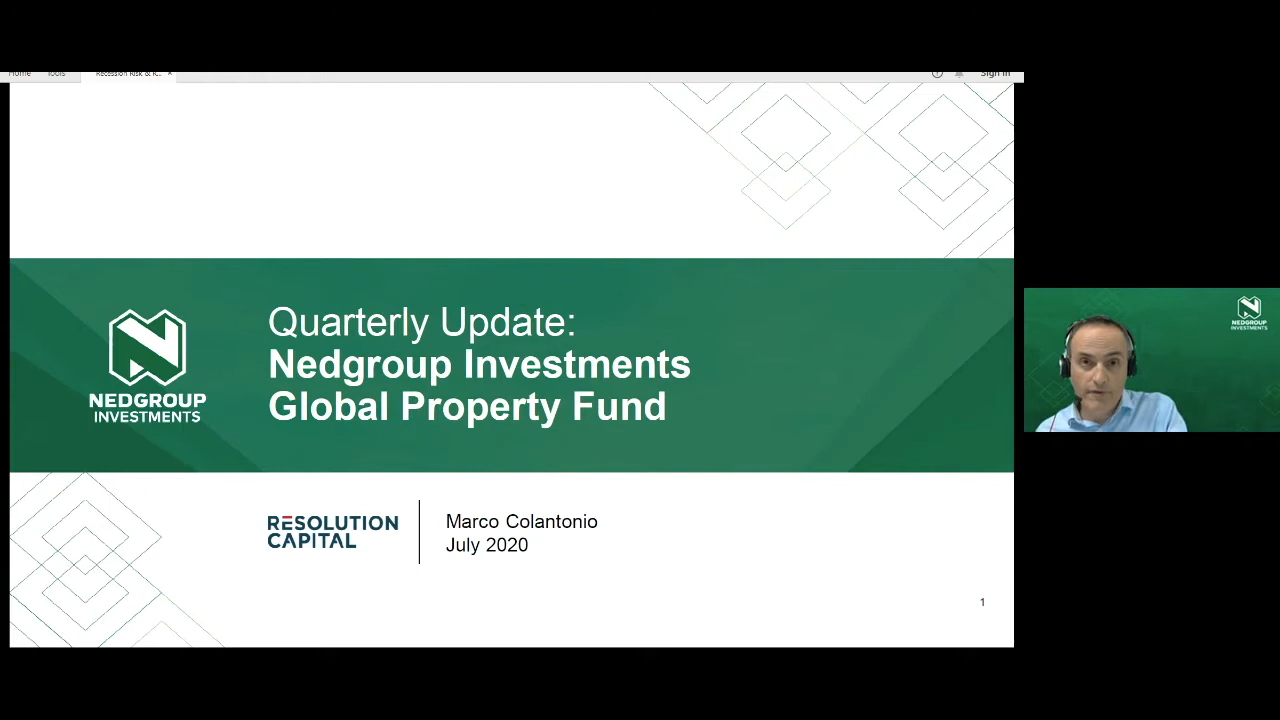 Home Tools Recession Risk & R... × Sign In
Quarterly Update:
Nedgroup Investments
Global Property Fund
NEDGROUP
INVESTMENTS
RESOLUTION
CAPITAL
Marco Colantonio
July 2020
1
NEDGROUP
INVESTMENTS